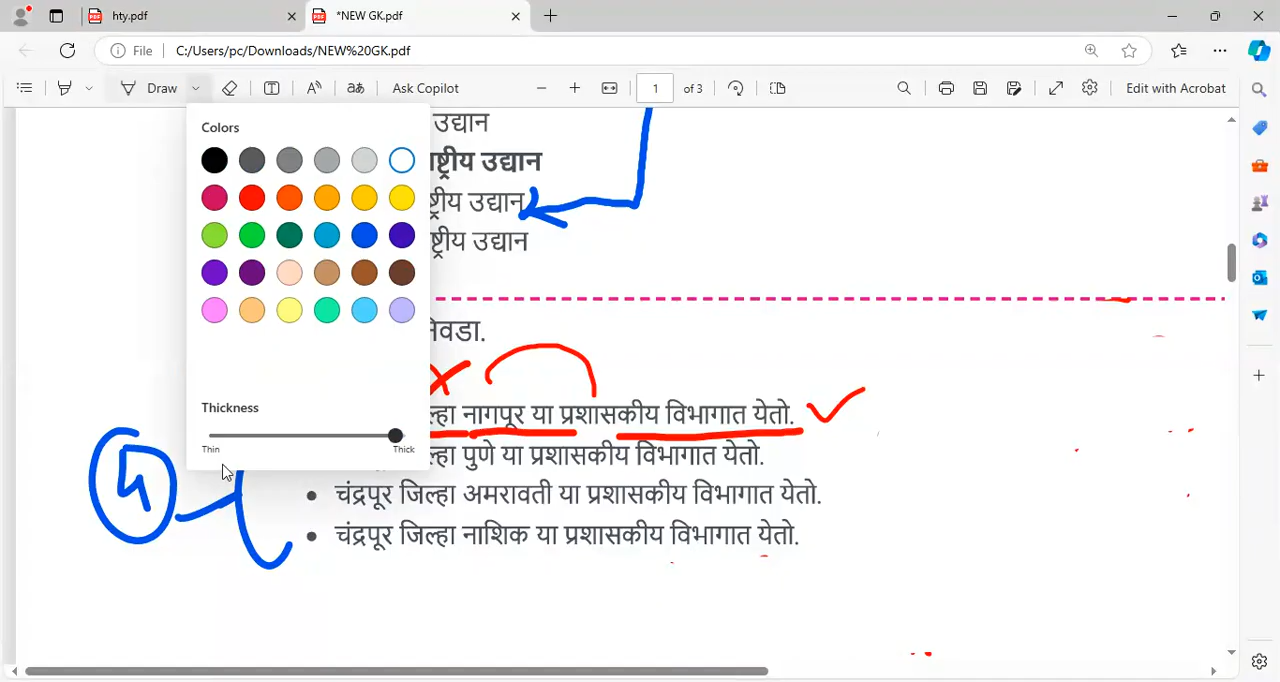 hty.pdf
*NEW GK.pdf
File C:/Users/pc/Downloads/NEW%20GK.pdf
Draw
Ask Copilot
1 of 3
Edit with Acrobat
Colors
Thickness
Thin Thick
उद्यान
उद्यान
उद्यान
उद्यान
नागपूर या प्रशासकीय विभागात येतो.
पुणे या प्रशासकीय विभागात येतो.
• चंद्रपूर जिल्हा अमरावती या प्रशासकीय विभागात येतो.
• चंद्रपूर जिल्हा नाशिक या प्रशासकीय विभागात येतो.